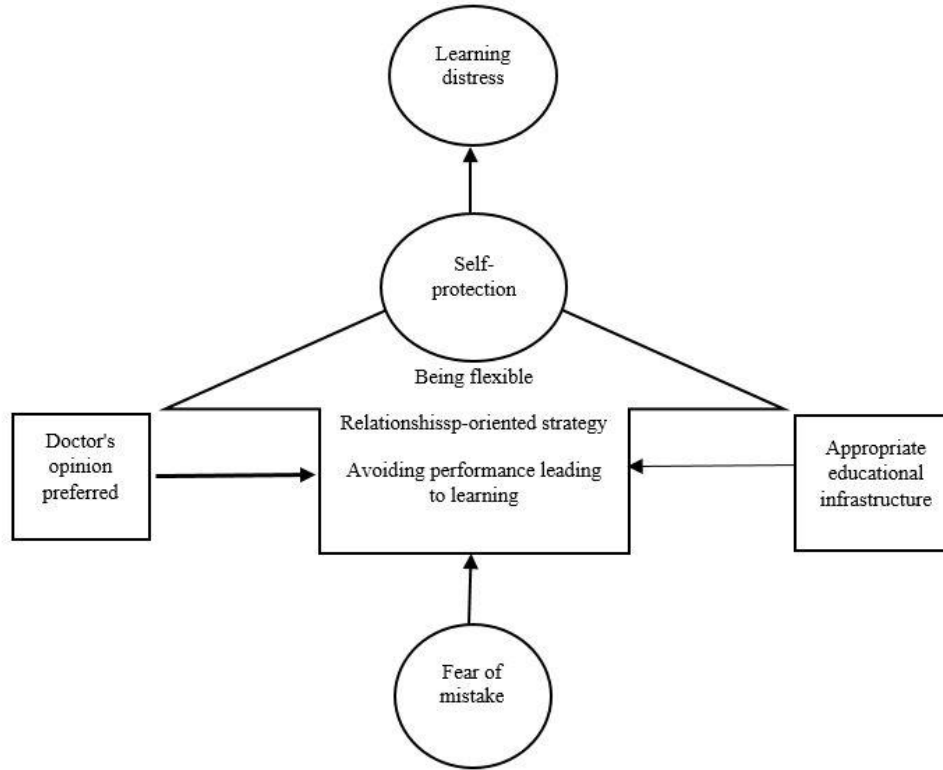 Learning
distress
Self-
protection
Being flexible
Relationshissp-oriented strategy
Avoiding performance leading
to learning
Doctor's
opinion
preferred
Appropriate
educational
infrastructure
Fear of
mistake